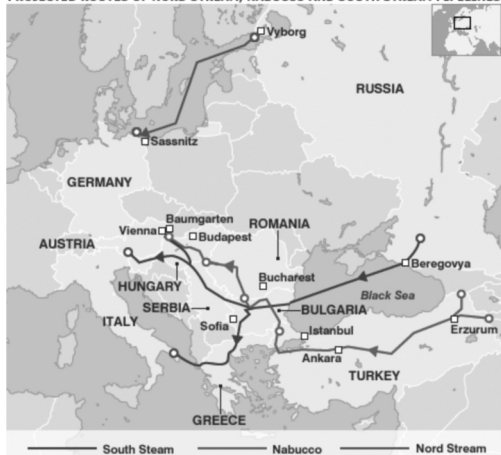 Vyborg
RUSSIA
Sassnitz
GERMANY
Baumgarten
Vienna
Budapest
ROMANIA
AUSTRIA
Beregovya
HUNGARY
Bucharest
Black Sea
SERBIA
BULGARIA
ITALY
Sofia
Istanbul
Erzurum
Ankara
TURKEY
GREECE
South Steam
Nabucco
Nord Stream